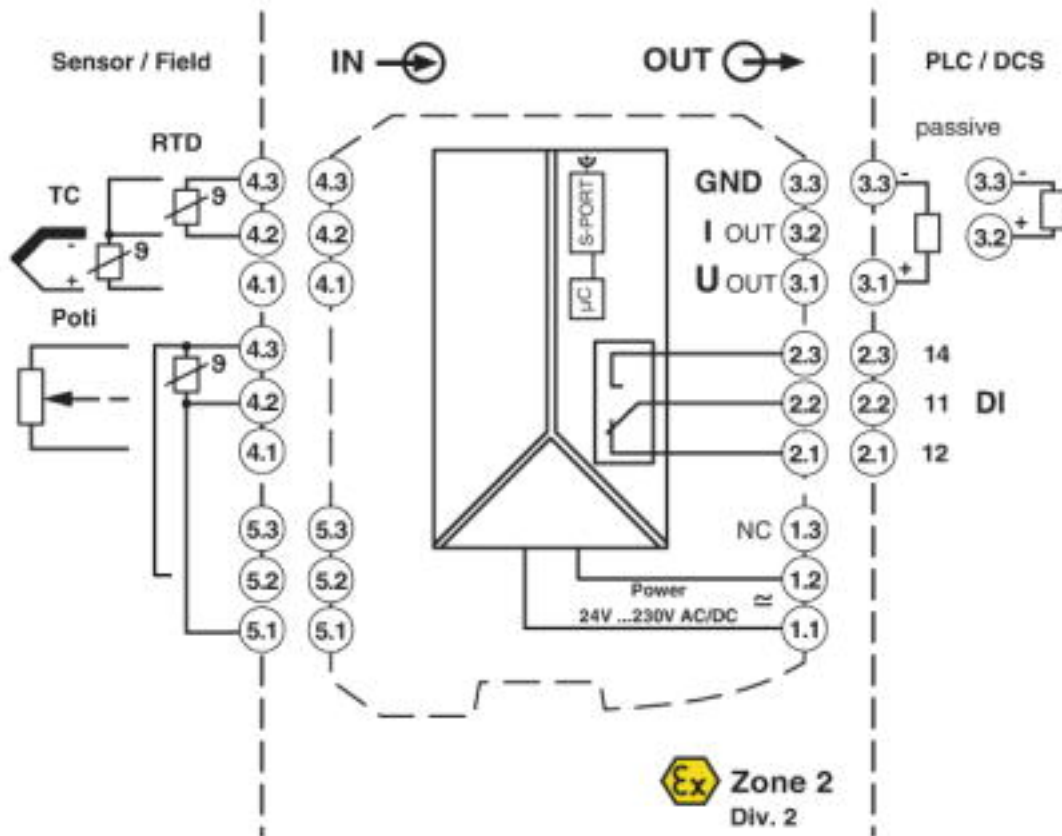 Sensor / Field
IN
OUT
PLC / DCS
RTD
passive
TC
ϑ
ϑ
-
+
4.3
4.2
4.1
4.3
4.2
4.1
S-PORT
µC
GND
I OUT
U OUT
3.3
3.2
3.1
3.3
-
+
3.1
3.3
-
+
3.2
Poti
ϑ
4.3
4.2
4.1
2.3
2.2
2.1
2.3
2.2
2.1
14
11
12
DI
5.3
5.2
5.1
5.3
5.2
5.1
NC
1.3
1.2
1.1
Power
≂
24V ...230V AC/DC
Ex
Zone 2
Div. 2